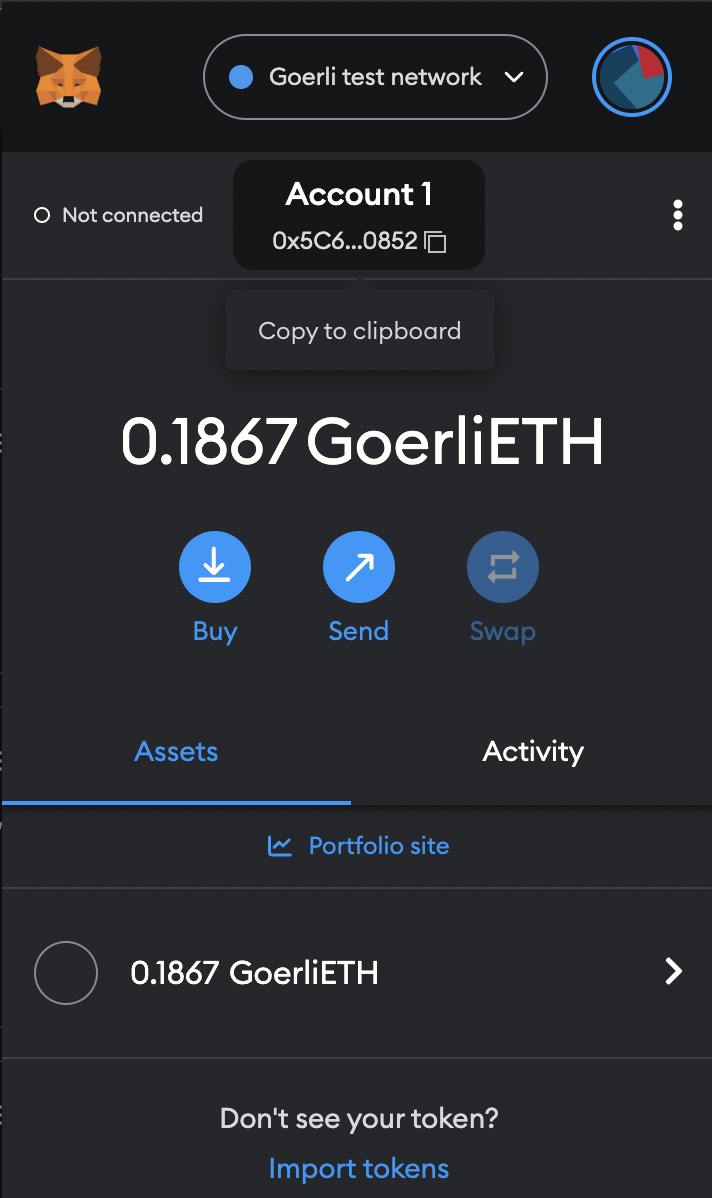 Goerli test network
Not connected
Account 1
0x5C6...0852
Copy to clipboard
0.1867 GoerliETH
Buy
Send
Swap
Assets
Activity
Portfolio site
0.1867 GoerliETH
Don't see your token?
Import tokens